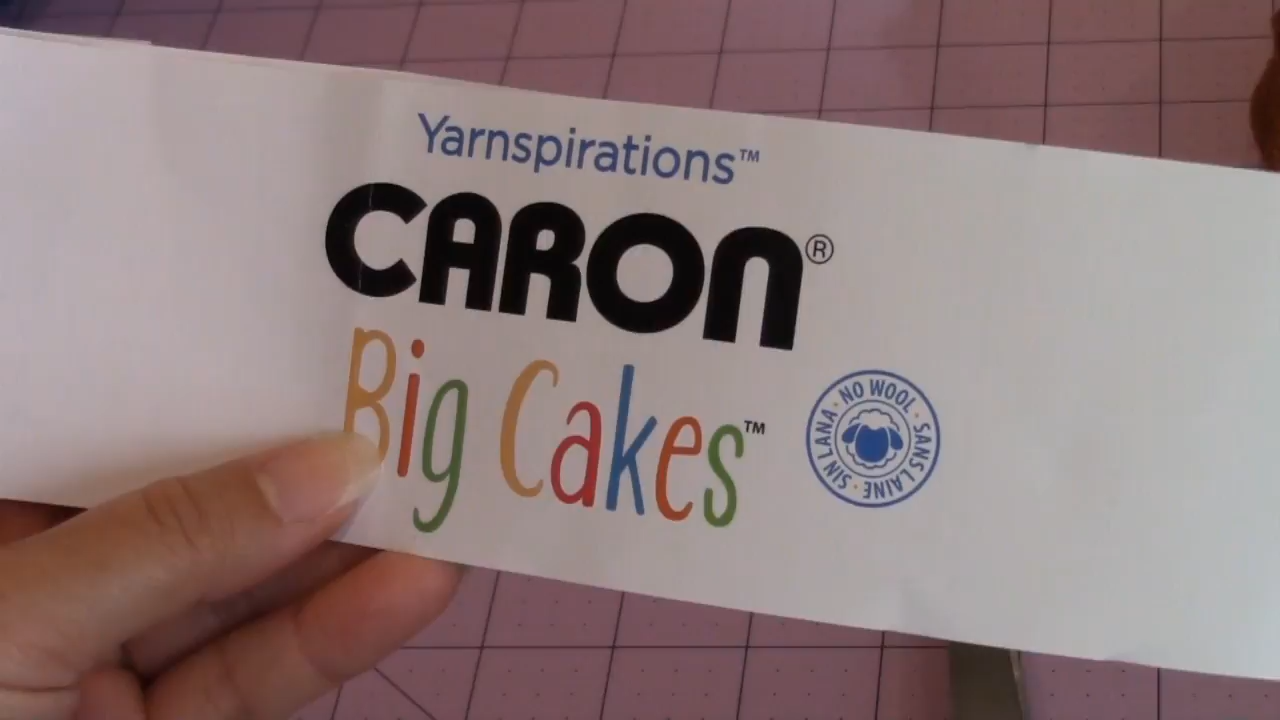 Yarnspirations™
CARON®
Big Cakes™
NO WOOL · SANS LAINE · SIN LANA ·